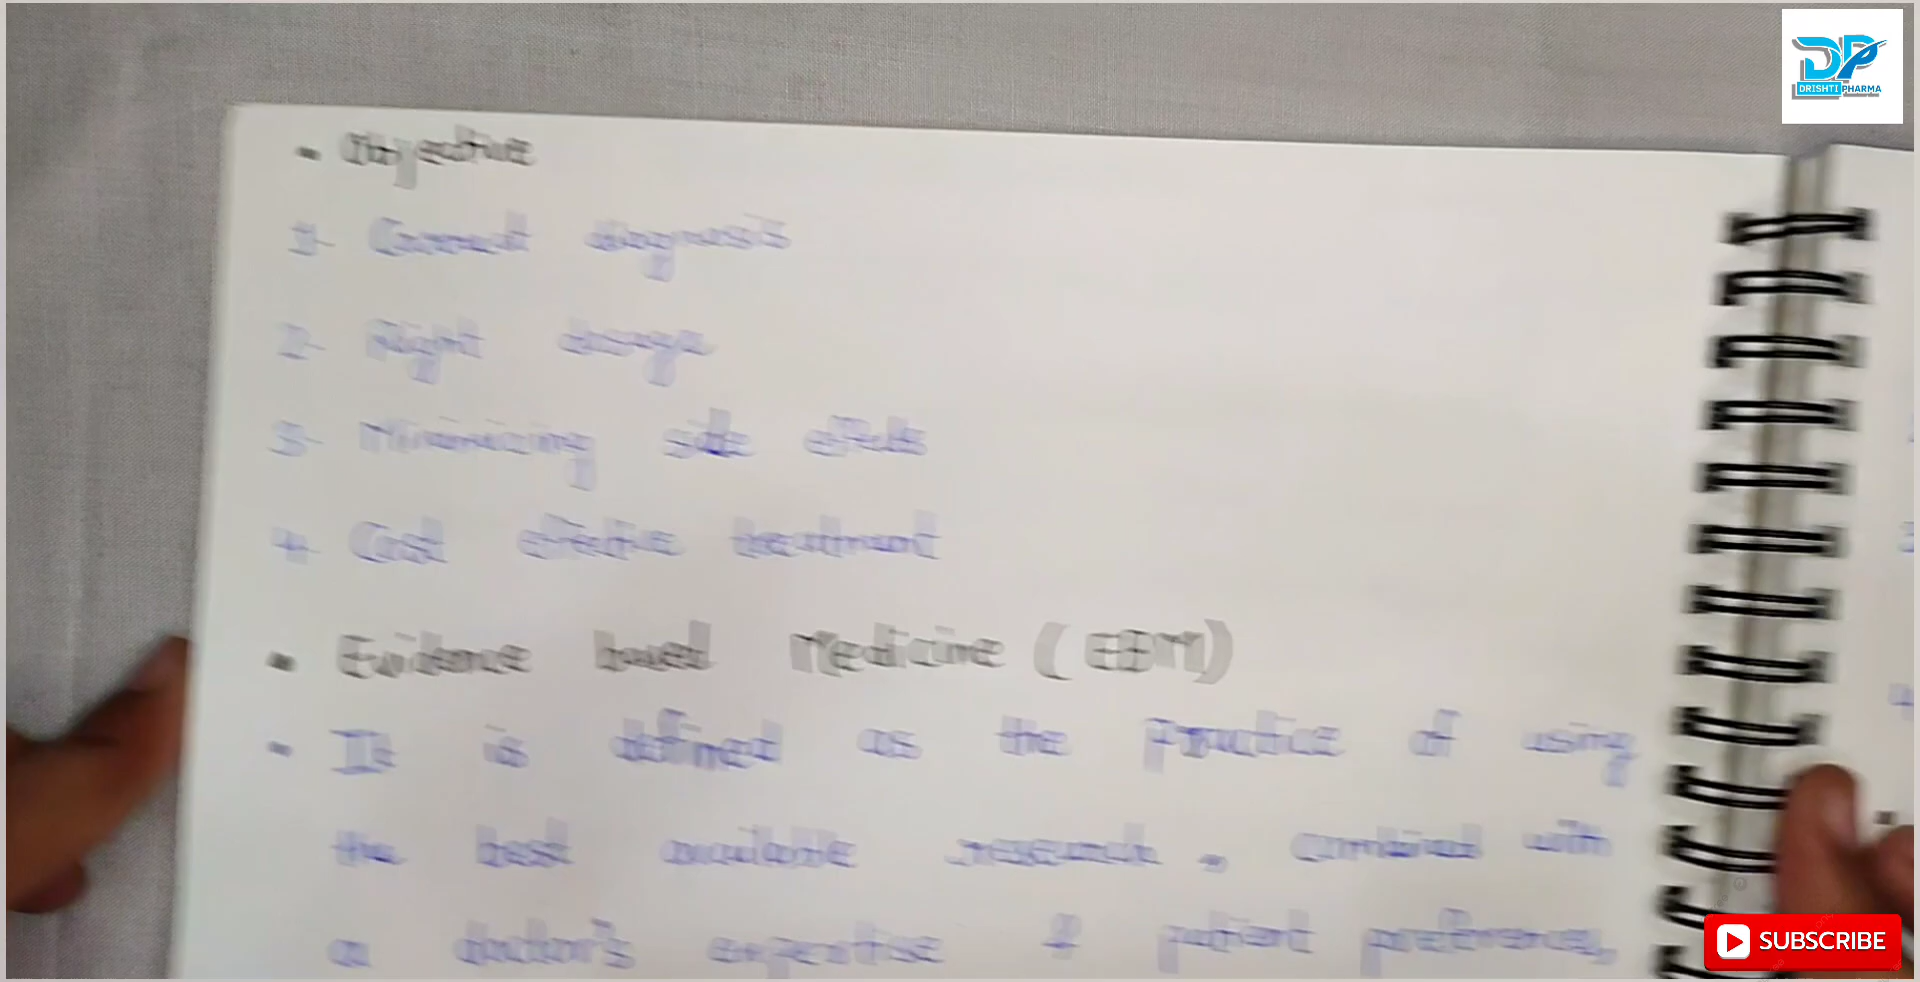 DP
DRISHTI PHARMA
• Objective
1- Correct diagnosis
2- Right dosage
3- Minimizing side effects
4- Cost effective treatment
• Evidence based Medicine (EBM)
• It is defined as the practice of using
the best available research, combined with
a doctor's expertise & patient preferences,
SUBSCRIBE